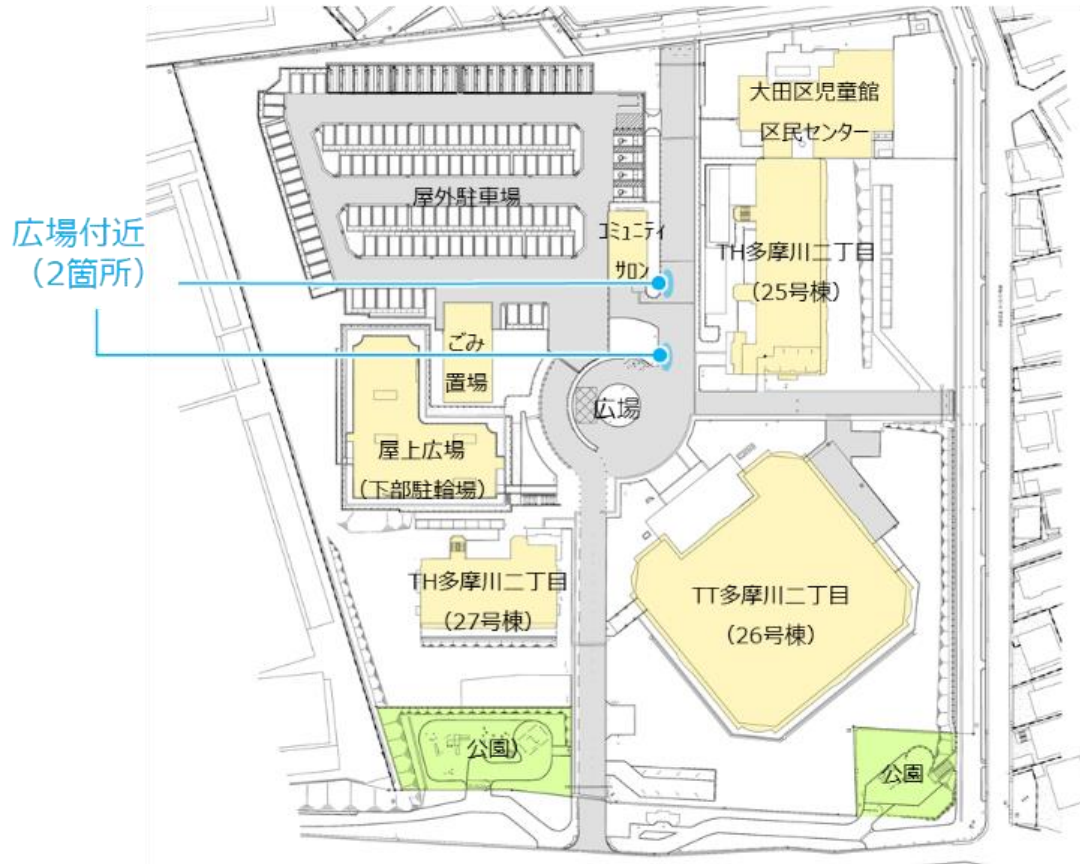 大田区児童館
区民センター
屋外駐車場
コミュニティ
サロン
広場付近
（2箇所）
TH多摩川二丁目
（25号棟）
ごみ
置場
広場
屋上広場
（下部駐輪場）
TH多摩川二丁目
（27号棟）
TT多摩川二丁目
（26号棟）
公園）
公園